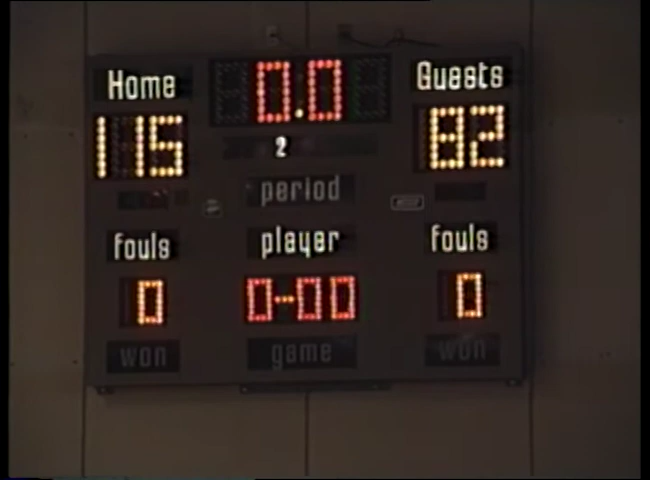 Home 0.0 Guests
115 2 82
period
fouls player fouls
0 0-00 0
won game won